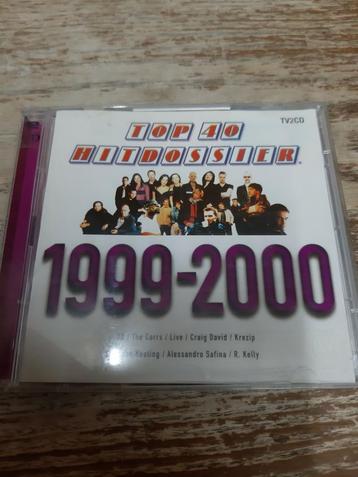 TV2CD
TOP 40
HITDOSSIER
1999-2000
/ The Corrs / Live / Craig David / Krezip
Keating / Alessandro Safina / R. Kelly